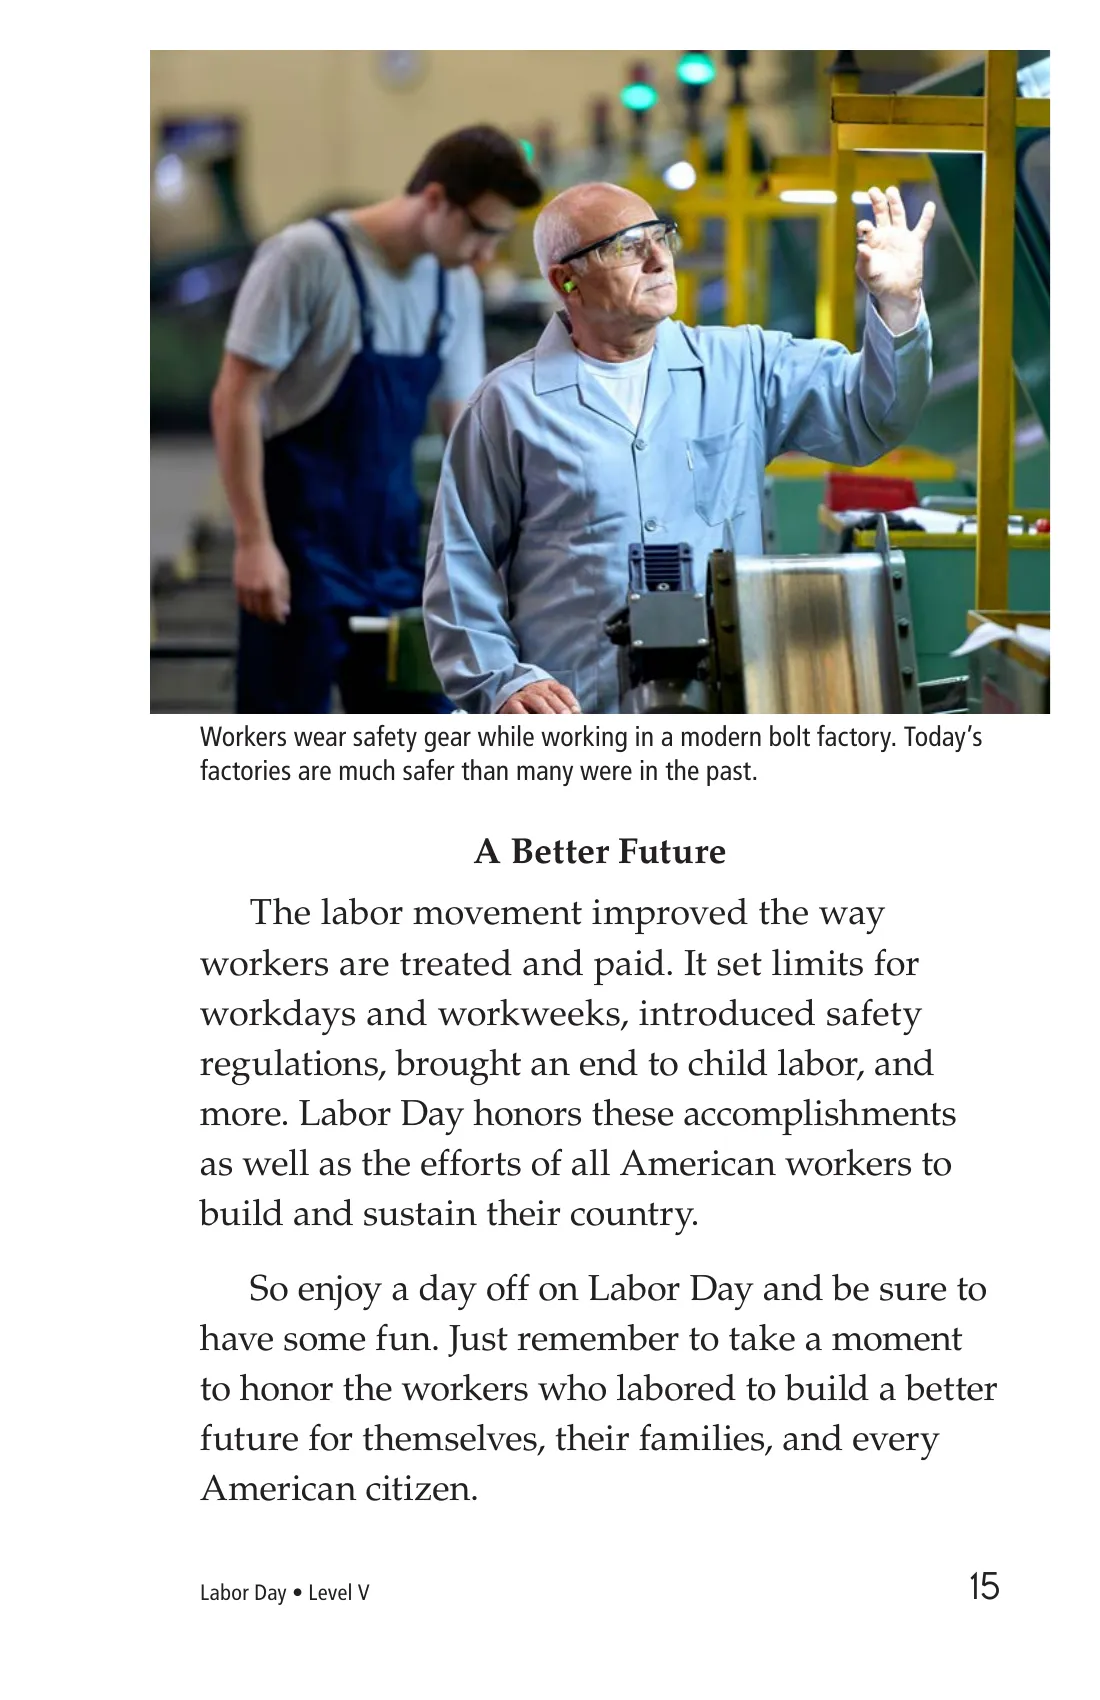 Workers wear safety gear while working in a modern bolt factory. Today’s
factories are much safer than many were in the past.
A Better Future
The labor movement improved the way
workers are treated and paid. It set limits for
workdays and workweeks, introduced safety
regulations, brought an end to child labor, and
more. Labor Day honors these accomplishments
as well as the efforts of all American workers to
build and sustain their country.
So enjoy a day off on Labor Day and be sure to
have some fun. Just remember to take a moment
to honor the workers who labored to build a better
future for themselves, their families, and every
American citizen.
Labor Day • Level V
15